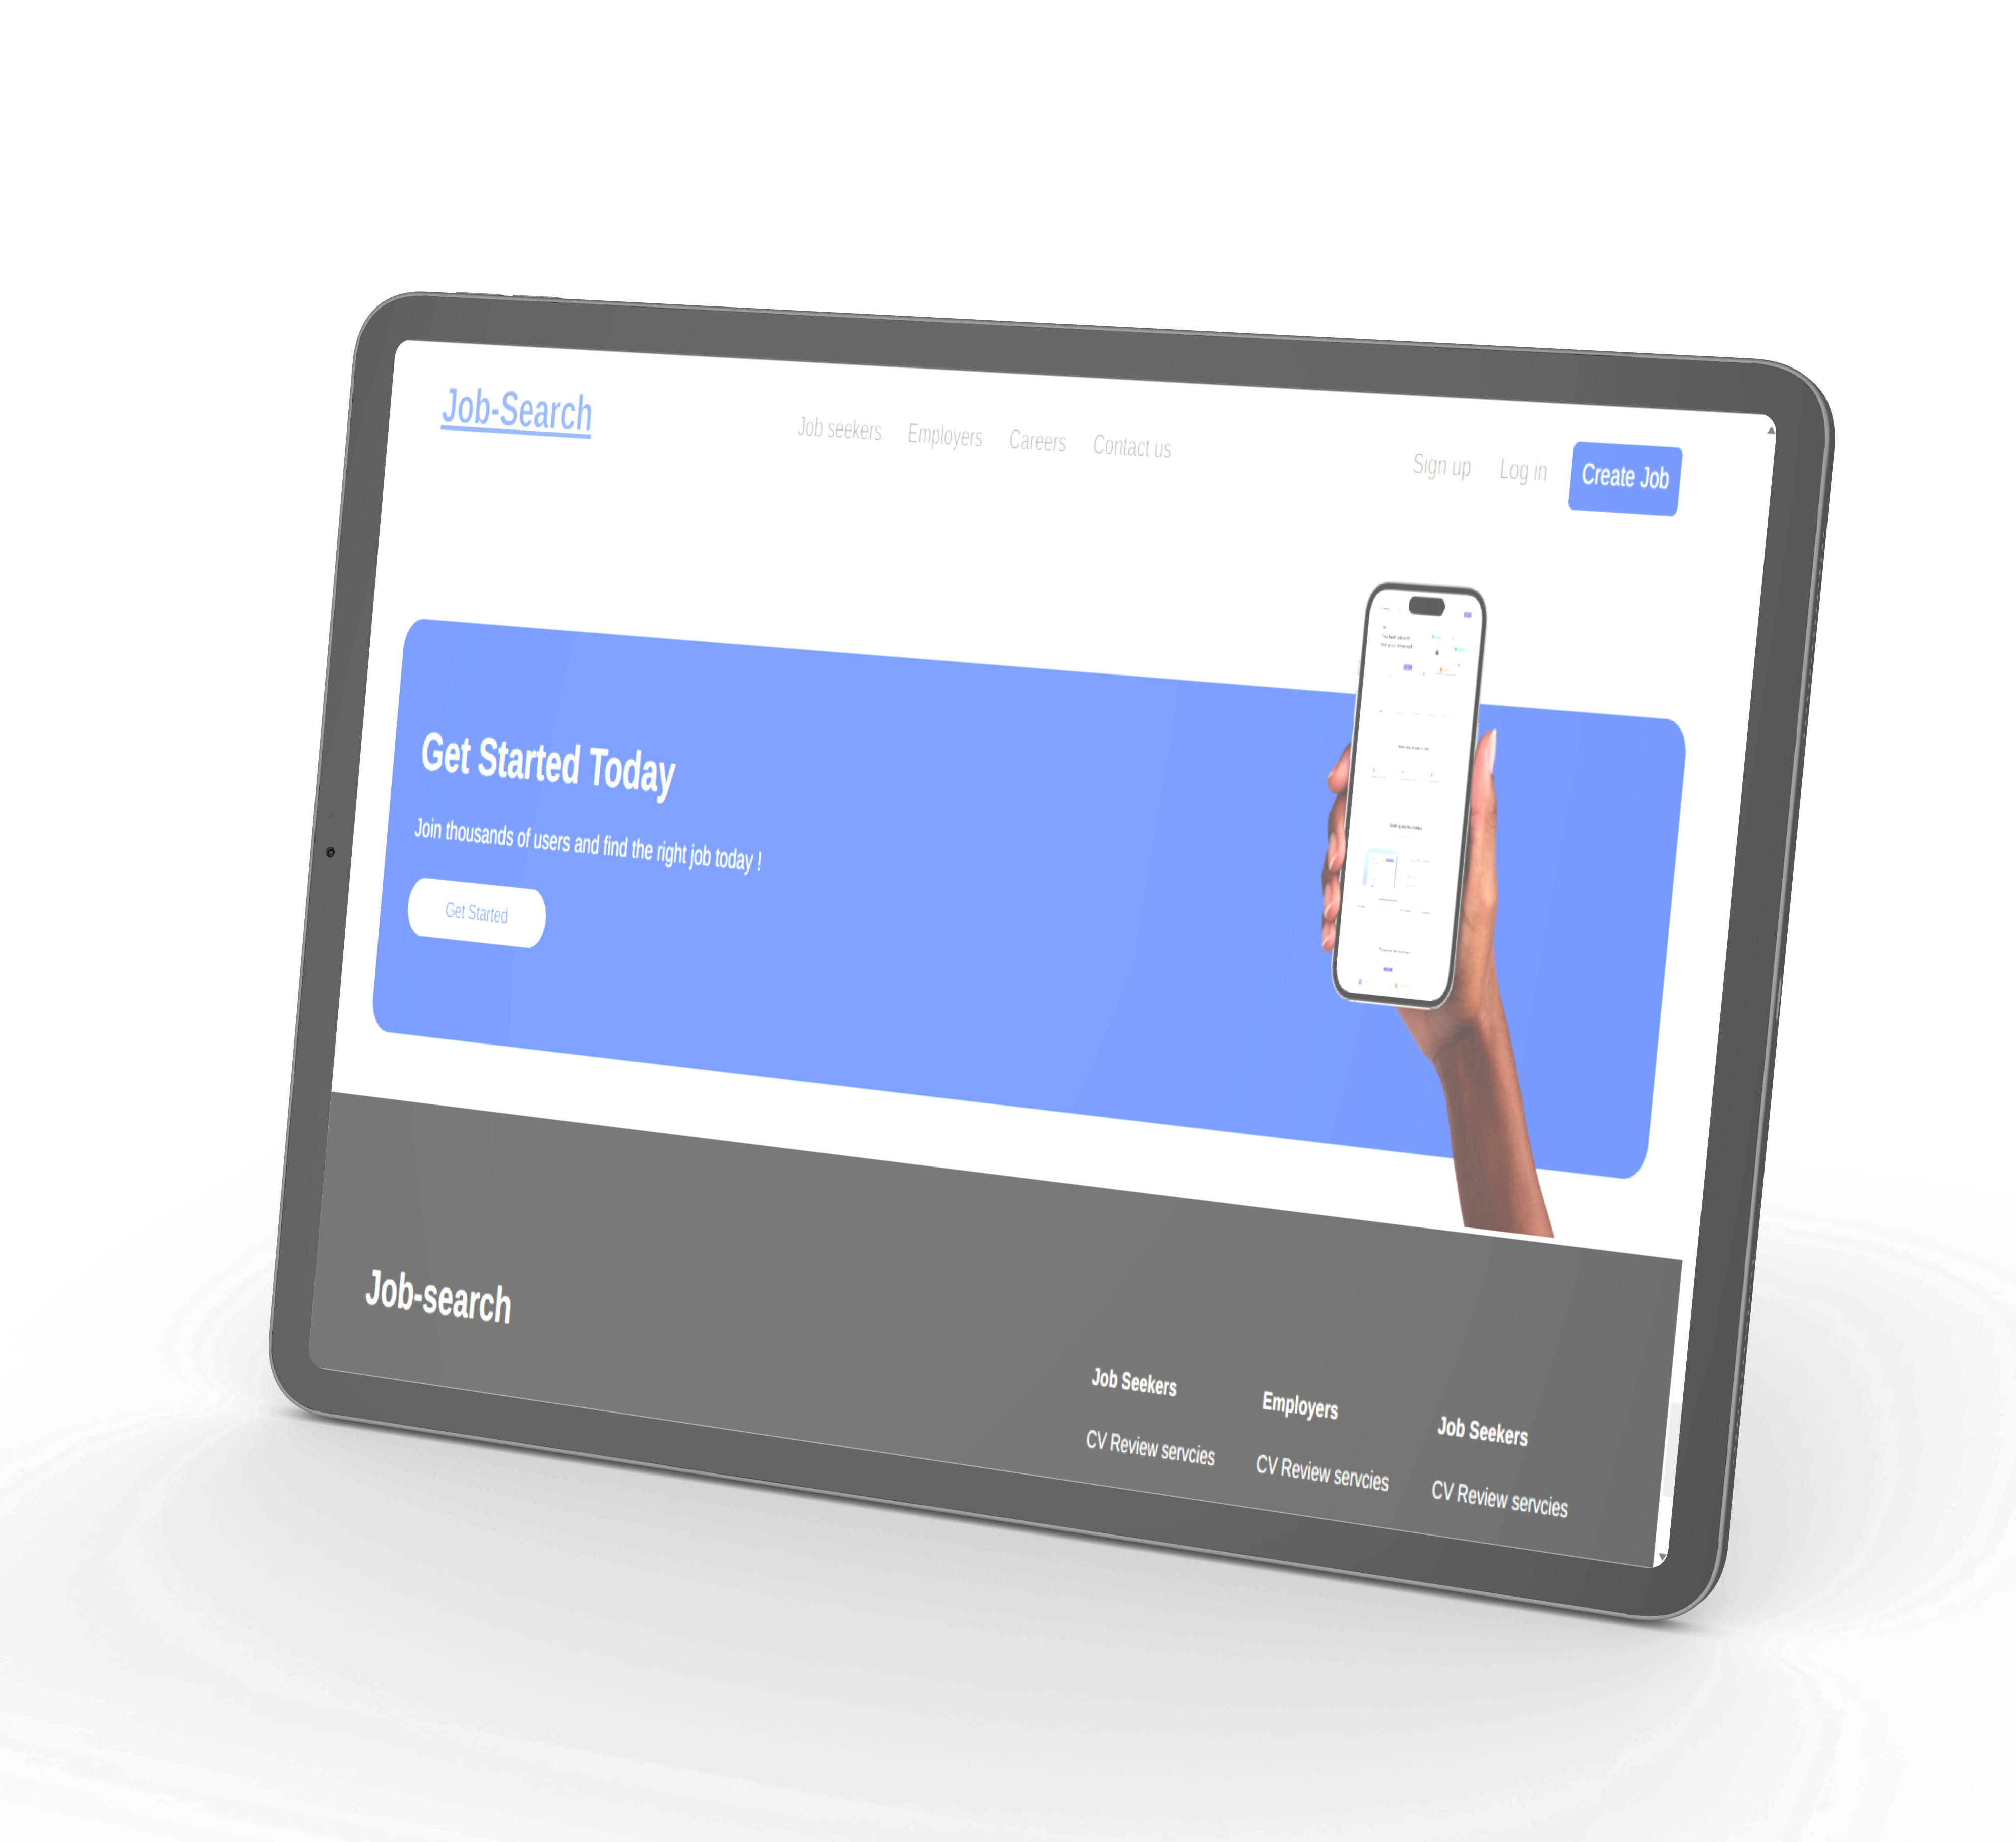 Job-Search
Job seekers Employers Careers Contact us
Sign up Log in Create Job
Get Started Today
Join thousands of users and find the right job today !
Get Started
Job-search
Job Seekers Employers Job Seekers
CV Review servcies CV Review servcies CV Review servcies